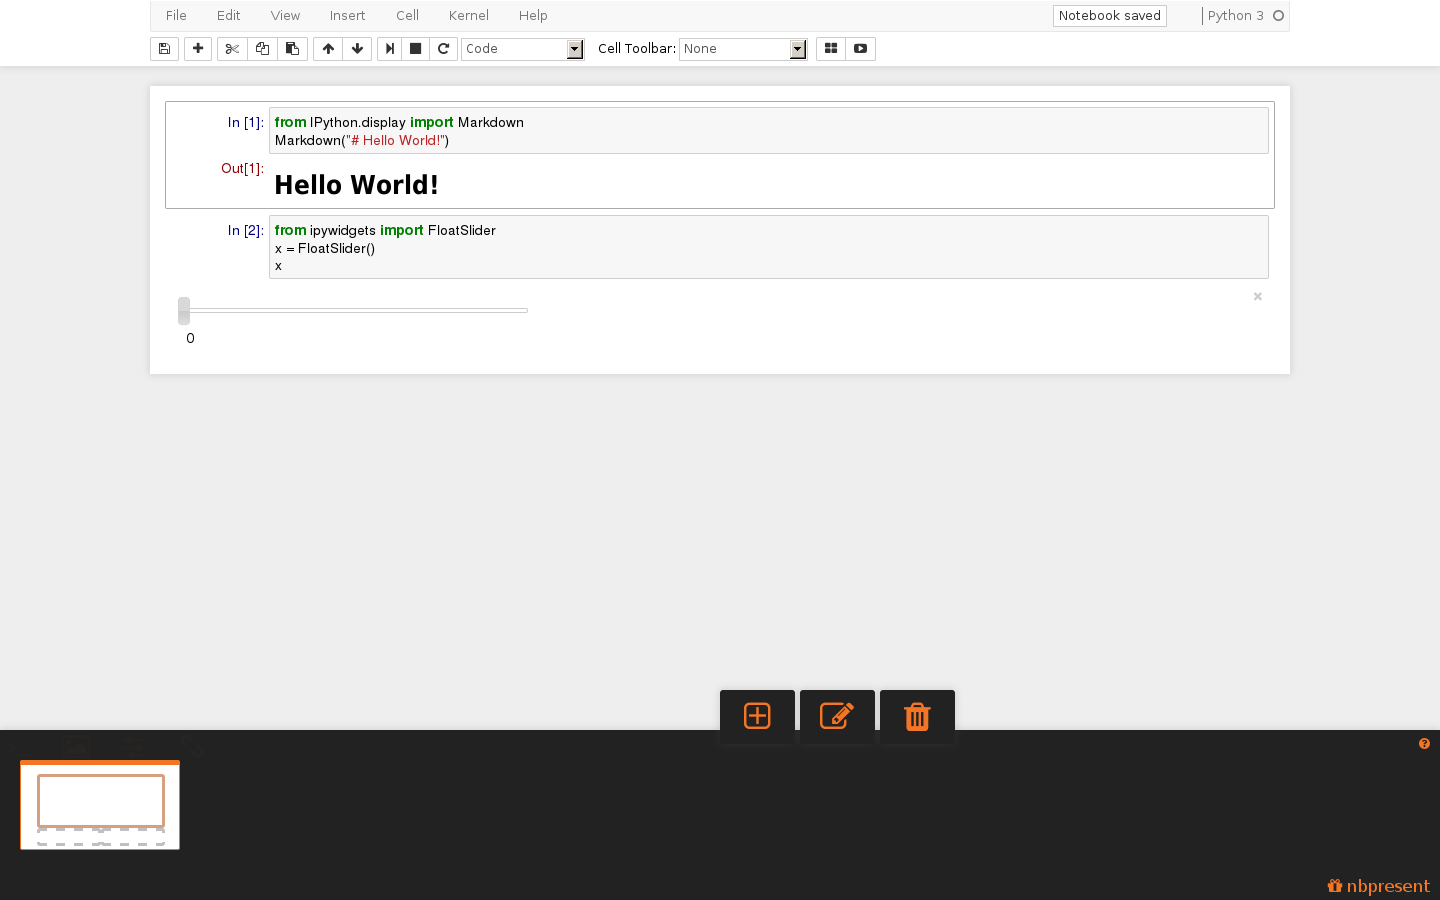 File Edit View Insert Cell Kernel Help Notebook saved Python 3
Code Cell Toolbar: None
In [1]: from IPython.display import Markdown
Markdown("# Hello World!")
Out[1]: Hello World!
In [2]: from ipywidgets import FloatSlider
x = FloatSlider()
x
0
nbpresent